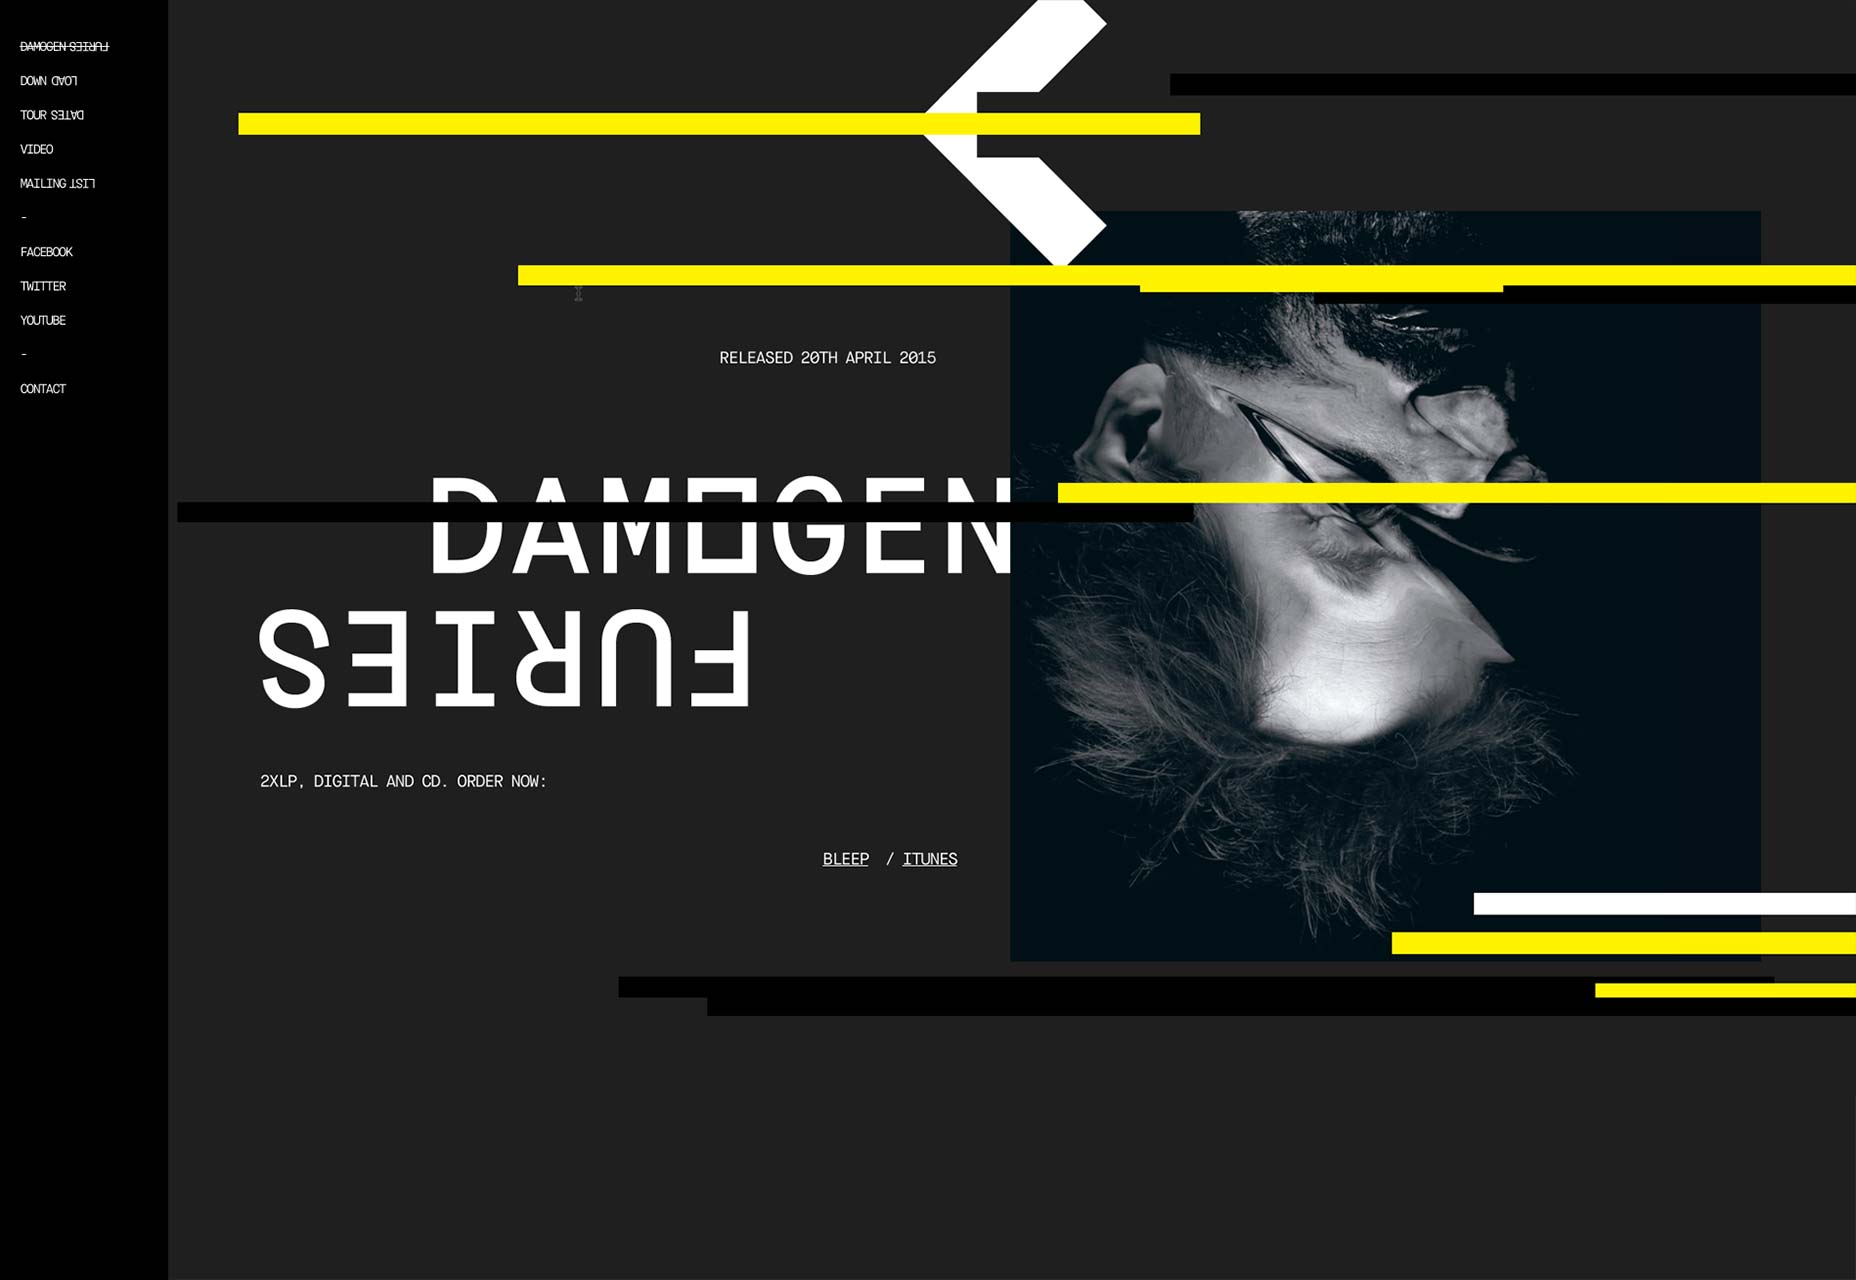 DAMOGEN FURIES
DOWN LOAD
TOUR DATES
VIDEO
MAILING LIST
-
FACEBOOK
TWITTER
YOUTUBE
-
CONTACT
RELEASED 20TH APRIL 2015
DAMOGEN
FURIES
2XLP, DIGITAL AND CD. ORDER NOW:
BLEEP / ITUNES